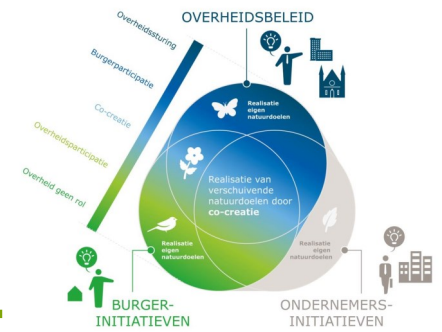 OVERHEIDSBELEID
Overheidssturing
Burgerparticipatie
Co-creatie
Overheidsparticipatie
Overheid geen rol
Realisatie
eigen
natuurdoelen
Realisatie van
verschuivende
natuurdoelen door
co-creatie
Realisatie
eigen
natuurdoelen
Realisatie
eigen
natuurdoelen
BURGER-
INITIATIEVEN
ONDERNEMERS-
INITIATIEVEN